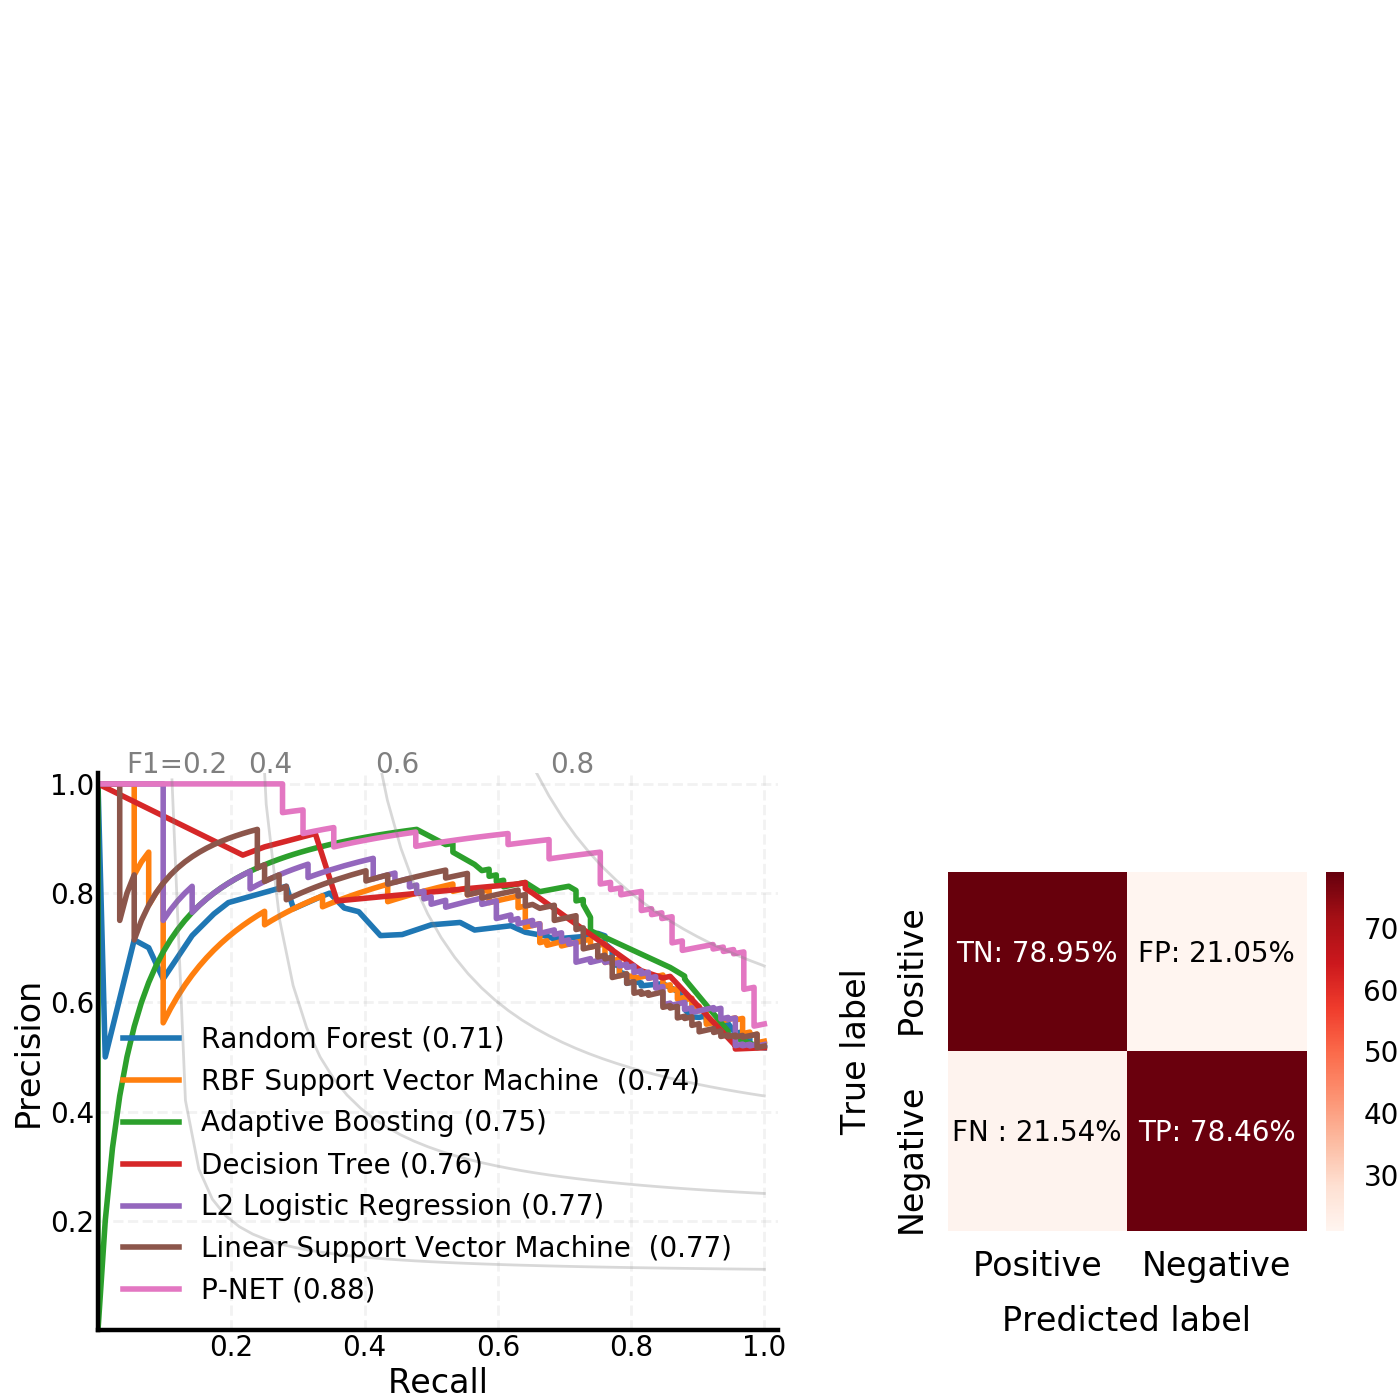 F1=0.2 0.4 0.6 0.8
1.0
0.8
0.6
0.4
0.2
Precision
Random Forest (0.71)
RBF Support Vector Machine (0.74)
Adaptive Boosting (0.75)
Decision Tree (0.76)
L2 Logistic Regression (0.77)
Linear Support Vector Machine (0.77)
P-NET (0.88)
0.2 0.4 0.6 0.8 1.0
Recall
True label
Positive
Negative
TN: 78.95% FP: 21.05%
FN : 21.54% TP: 78.46%
Positive Negative
Predicted label
70
60
50
40
30